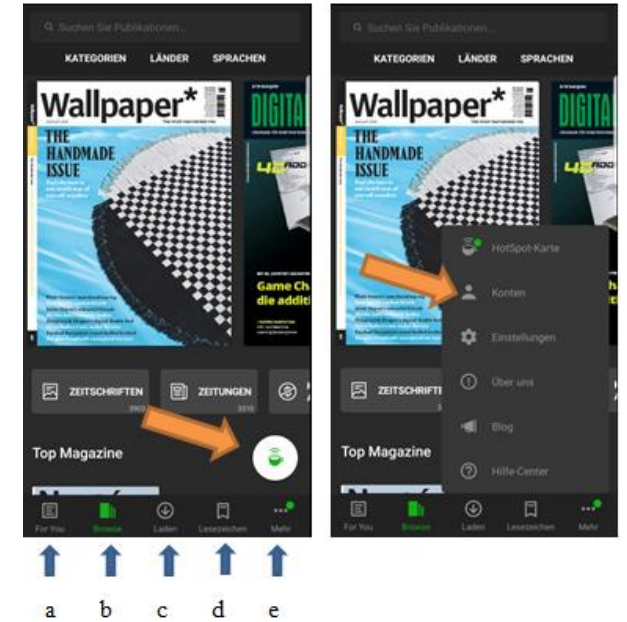 Suchen Sie Publikationen...
KATEGORIEN LÄNDER SPRACHEN
Wallpaper*
DIGITA
THE
HANDMADE
ISSUE
Game Ch
die additi
ZEITSCHRIFTEN
3903
ZEITUNGEN
Top Magazine
For You Browse Laden Lesezeichen Mehr
a b c d e
Suchen Sie Publikationen...
KATEGORIEN LÄNDER SPRACHEN
Wallpaper*
DIGITA
THE
HANDMADE
ISSUE
HotSpot-Karte
Konten
Einstellungen
Über uns
Blog
Hilfe-Center
ZEITSCHRIFTE
Top Magazine
For You Browse Laden Lesezeichen Mehr